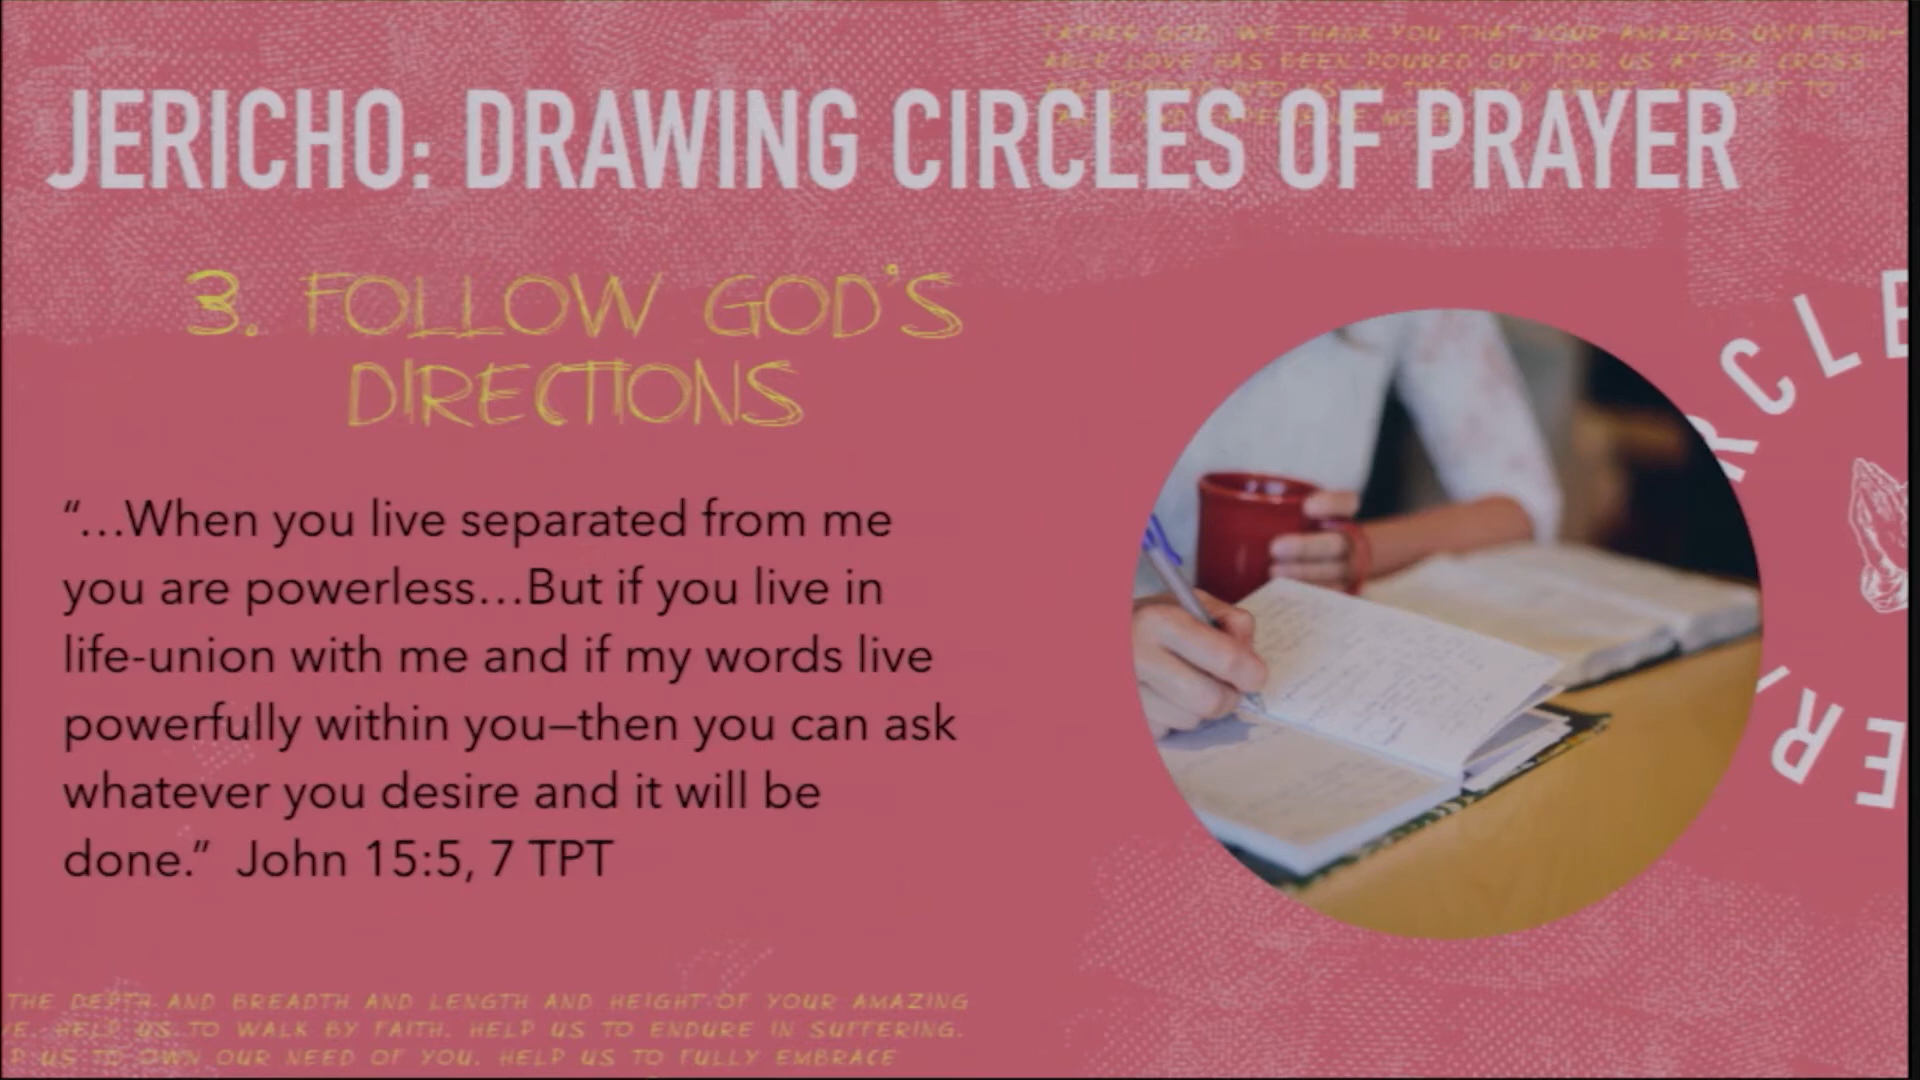 FATHER GOD, WE THANK YOU THAT YOUR AMAZING UNFATHOM-
ABLE LOVE HAS BEEN POURED OUT FOR US AT THE CROSS
JERICHO: DRAWING CIRCLES OF PRAYER
3. FOLLOW GOD'S
DIRECTIONS
“...When you live separated from me
you are powerless...But if you live in
life-union with me and if my words live
powerfully within you–then you can ask
whatever you desire and it will be
done.” John 15:5, 7 TPT
RCLE
ER
THE DEPTH AND BREADTH AND LENGTH AND HEIGHT OF YOUR AMAZING
VE. HELP US TO WALK BY FAITH. HELP US TO ENDURE IN SUFFERING.
P US TO OWN OUR NEED OF YOU. HELP US TO FULLY EMBRACE